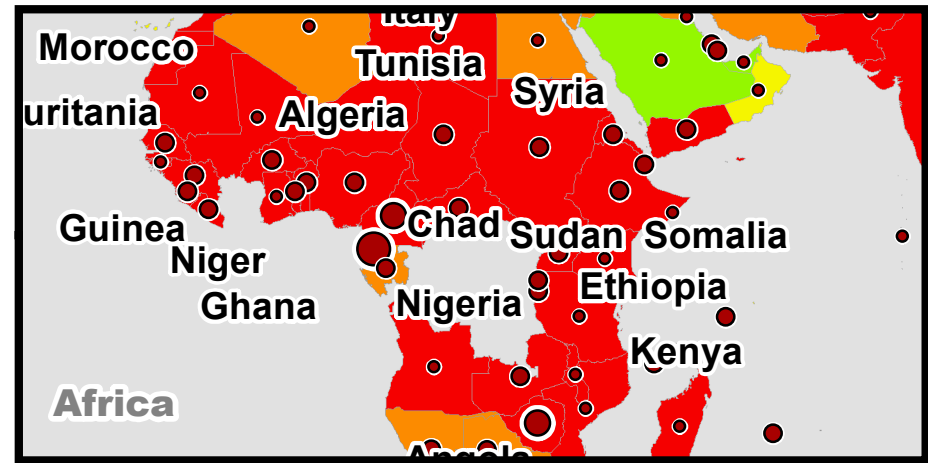 Italy
Morocco
Tunisia
Syria
uritania
Algeria
Guinea
Chad
Sudan
Somalia
Niger
Ethiopia
Ghana
Nigeria
Kenya
Africa
Angola